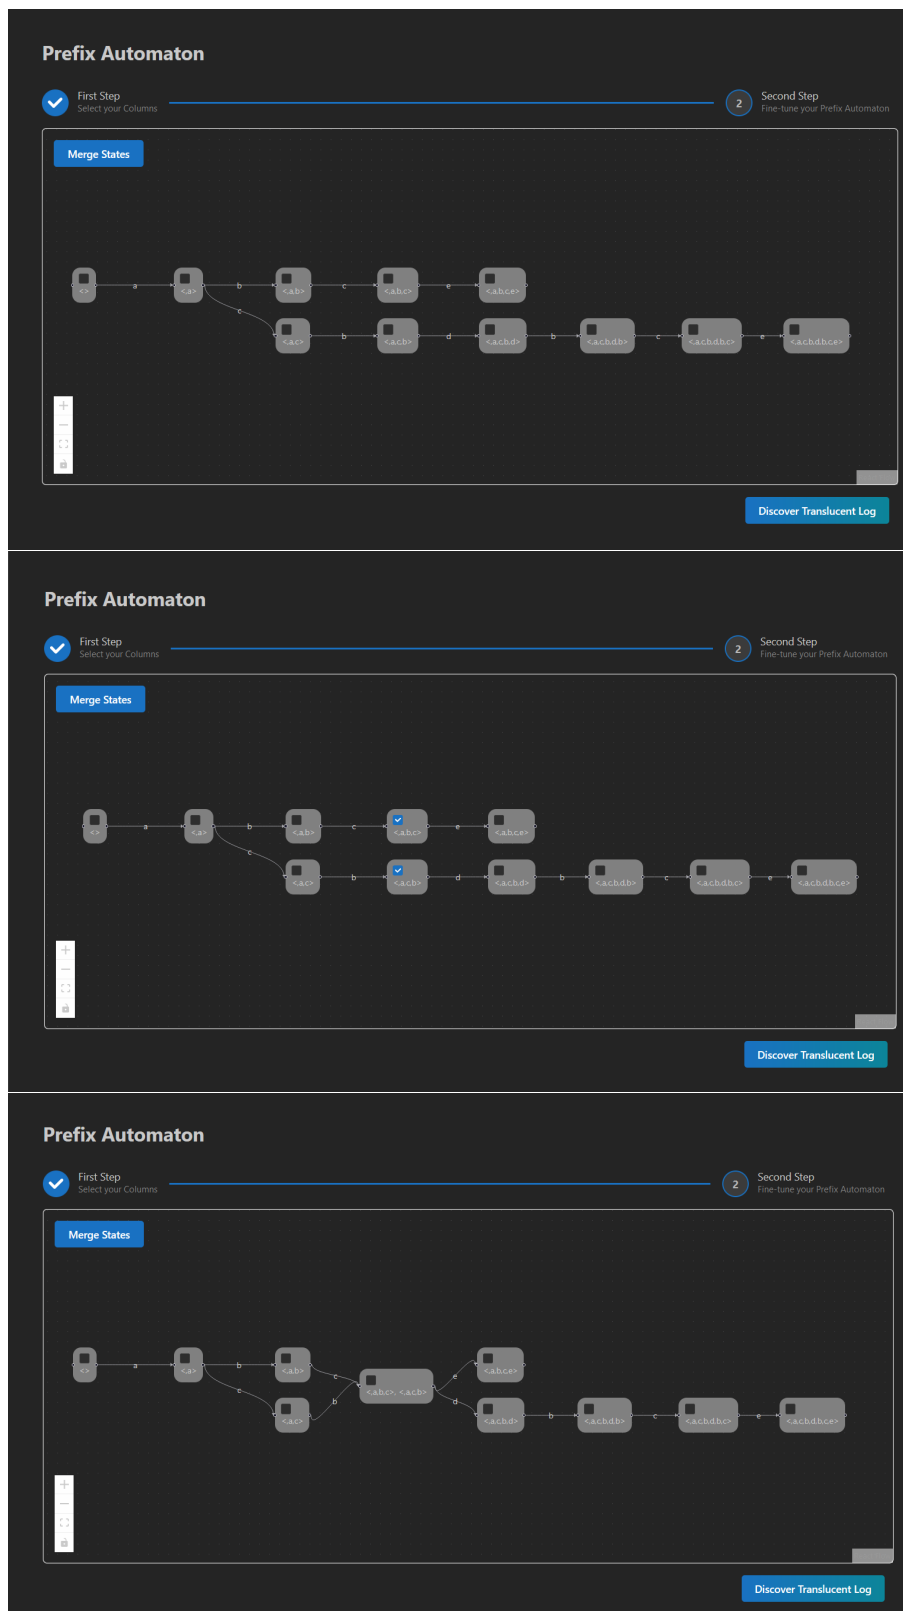 Prefix Automaton
First Step
Select your Columns
2
Second Step
Fine-tune your Prefix Automaton
Merge States
<> a <,a> b <,a,b> c <,a,b,c> e <,a,b,c,e>
c <,a,c> b <,a,c,b> d <,a,c,b,d> b <,a,c,b,d,b> c <,a,c,b,d,b,c> e <,a,c,b,d,b,c,e>
Discover Translucent Log
Prefix Automaton
First Step
Select your Columns
2
Second Step
Fine-tune your Prefix Automaton
Merge States
<> a <,a> b <,a,b> c <,a,b,c> e <,a,b,c,e>
c <,a,c> b <,a,c,b> d <,a,c,b,d> b <,a,c,b,d,b> c <,a,c,b,d,b,c> e <,a,c,b,d,b,c,e>
Discover Translucent Log
Prefix Automaton
First Step
Select your Columns
2
Second Step
Fine-tune your Prefix Automaton
Merge States
<> a <,a> b <,a,b> c e <,a,b,c,e>
<,a,b,c>, <,a,c,b>
c <,a,c> b d <,a,c,b,d> b <,a,c,b,d,b> c <,a,c,b,d,b,c> e <,a,c,b,d,b,c,e>
Discover Translucent Log